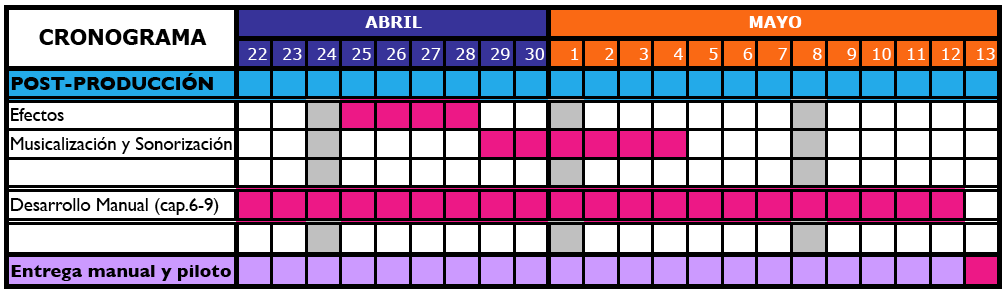 CRONOGRAMA
ABRIL MAYO
22 23 24 25 26 27 28 29 30 1 2 3 4 5 6 7 8 9 10 11 12 13
POST-PRODUCCIÓN
Efectos
Musicalización y Sonorización
Desarrollo Manual (cap.6-9)
Entrega manual y piloto